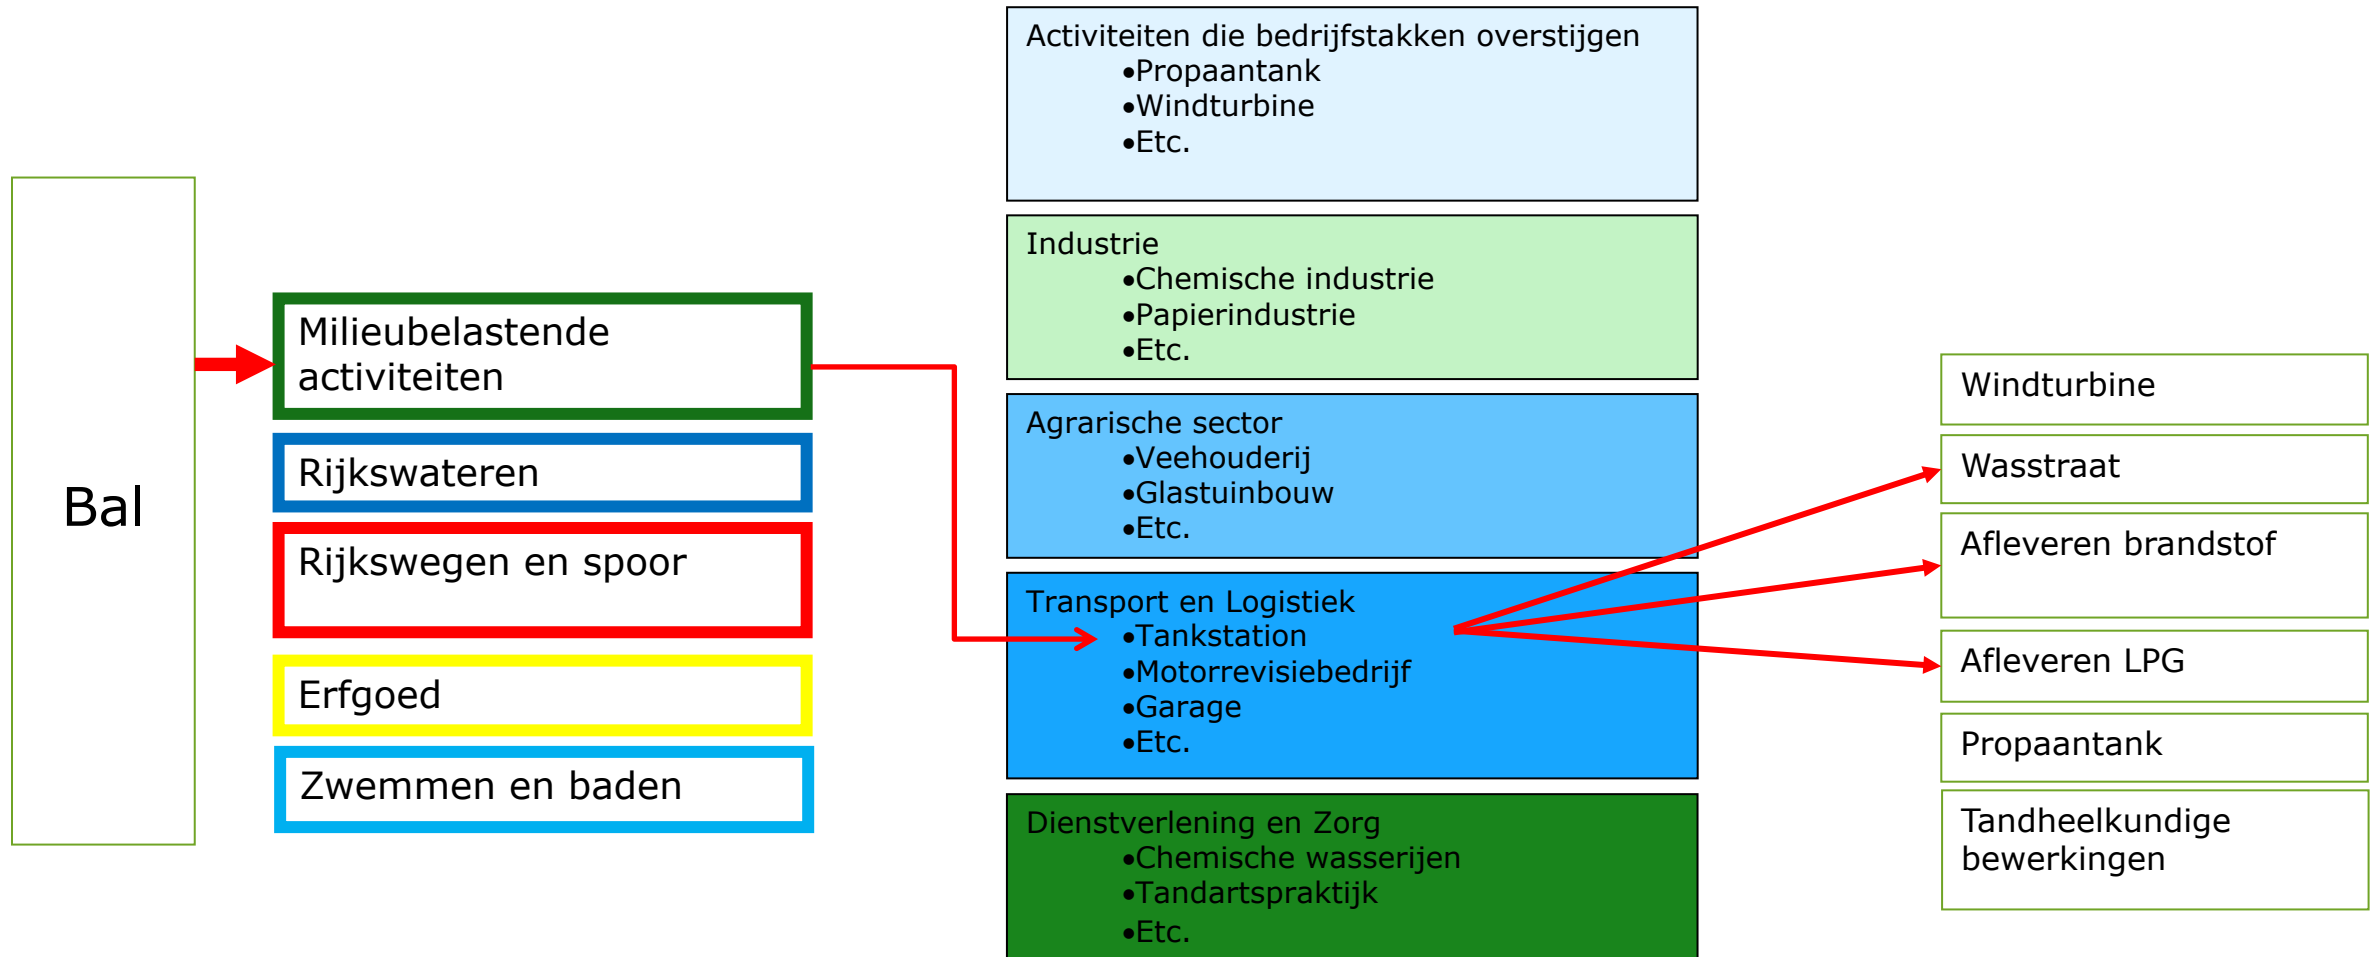 Bal
Milieubelastende
activiteiten
Rijkswateren
Rijkswegen en spoor
Erfgoed
Zwemmen en baden
Activiteiten die bedrijfstakken overstijgen
•Propaantank
•Windturbine
•Etc.
Industrie
•Chemische industrie
•Papierindustrie
•Etc.
Agrarische sector
•Veehouderij
•Glastuinbouw
•Etc.
Transport en Logistiek
•Tankstation
•Motorrevisiebedrijf
•Garage
•Etc.
Dienstverlening en Zorg
•Chemische wasserijen
•Tandartspraktijk
•Etc.
Windturbine
Wasstraat
Afleveren brandstof
Afleveren LPG
Propaantank
Tandheelkundige
bewerkingen